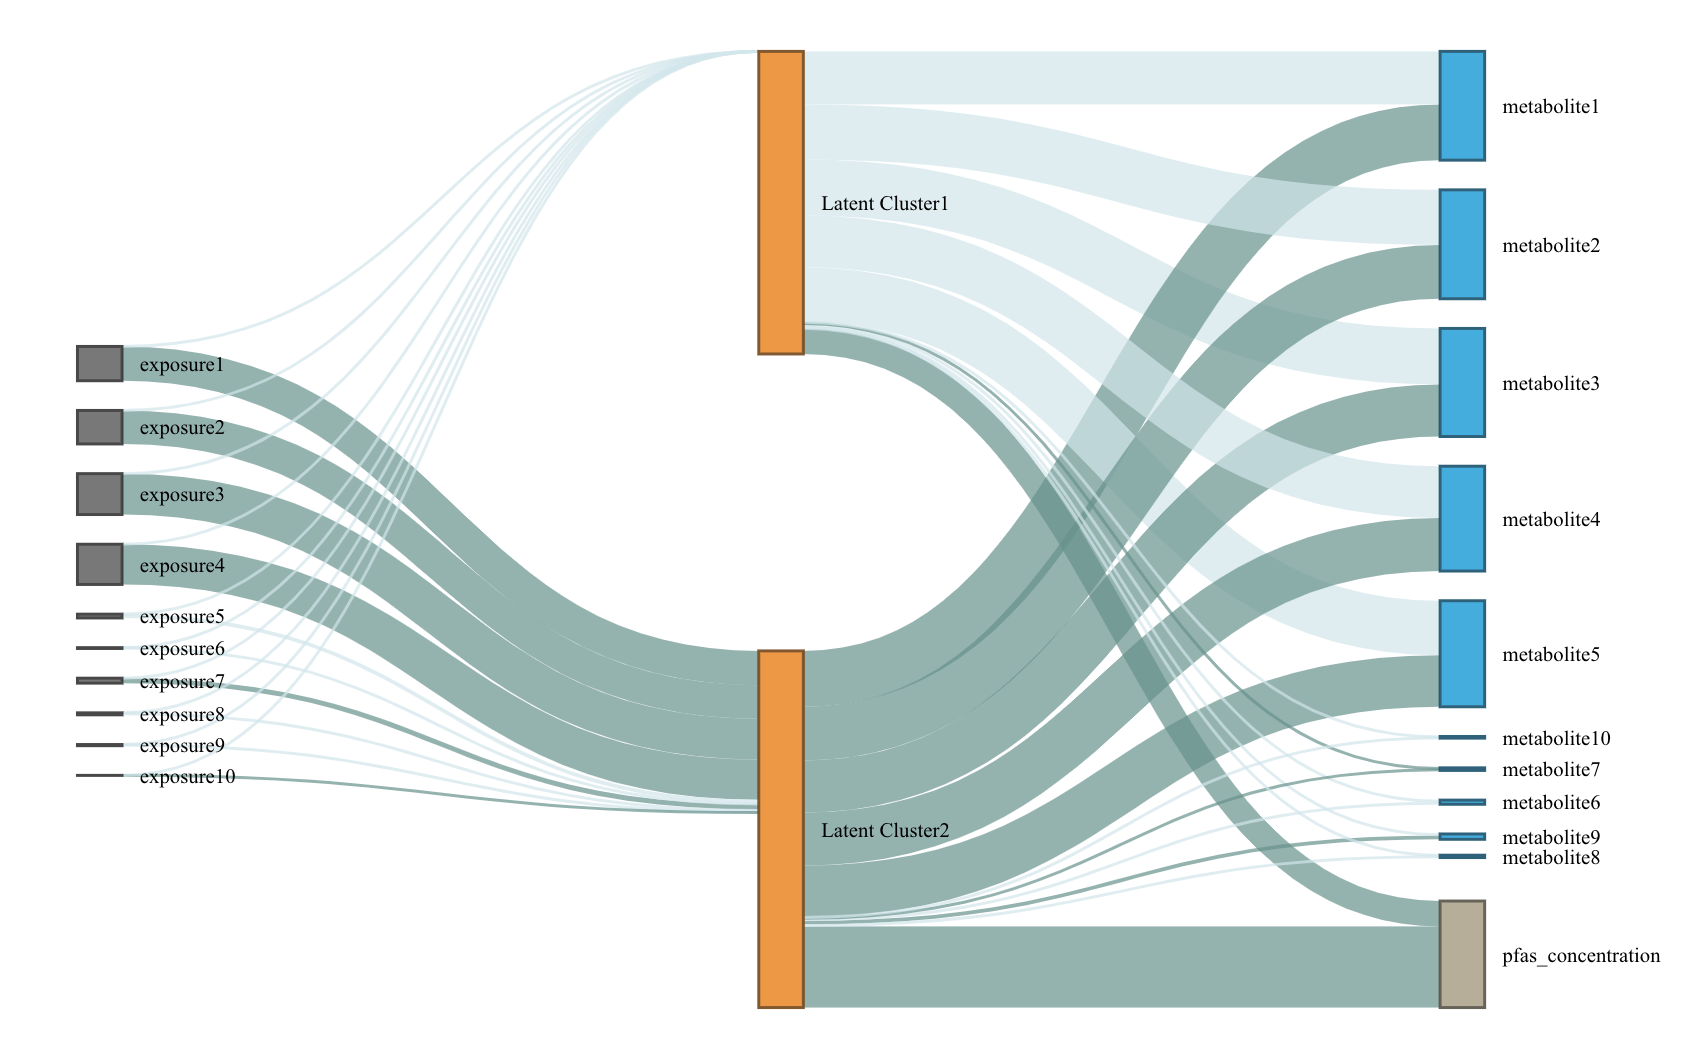 exposure1
exposure2
exposure3
exposure4
exposure5
exposure6
exposure7
exposure8
exposure9
exposure10
Latent Cluster1
Latent Cluster2
metabolite1
metabolite2
metabolite3
metabolite4
metabolite5
metabolite10
metabolite7
metabolite6
metabolite9
metabolite8
pfas_concentration